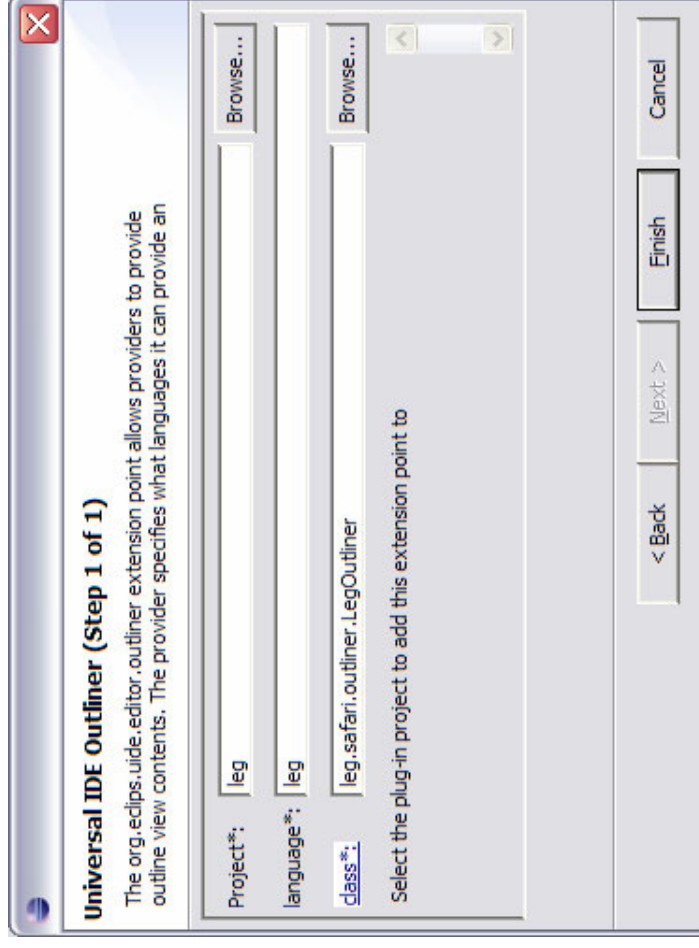 Universal IDE Outliner (Step 1 of 1)
The org.eclips.uide.editor.outliner extension point allows providers to provide
outline view contents. The provider specifies what languages it can provide an
Project*: leg Browse...
language*: leg
class*: leg.safari.outliner.LegOutliner Browse...
Select the plug-in project to add this extension point to
< Back Next > Finish Cancel